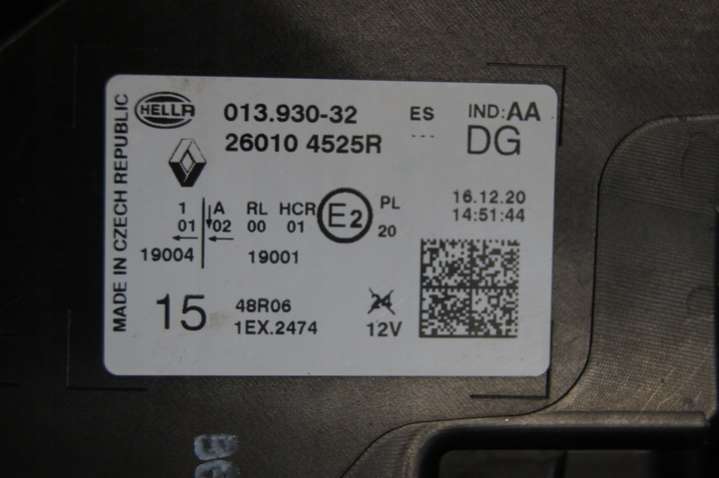 MADE IN CZECH REPUBLIC
HELLA
013.930-32
ES
IND:AA
26010 4525R
---
DG
1 A RL HCR E2 PL
01 02 00 01 20
19004 19001
16.12.20
14:51:44
15
48R06
1EX.2474
24
12V